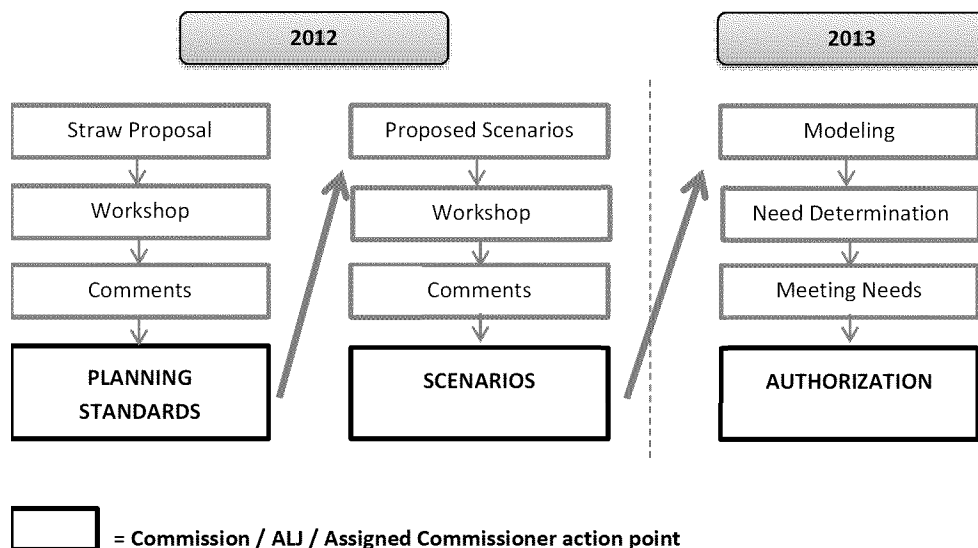 2012
2013
Straw Proposal
Workshop
Comments
PLANNING
STANDARDS
Proposed Scenarios
Workshop
Comments
SCENARIOS
Modeling
Need Determination
Meeting Needs
AUTHORIZATION
= Commission / ALJ / Assigned Commissioner action point